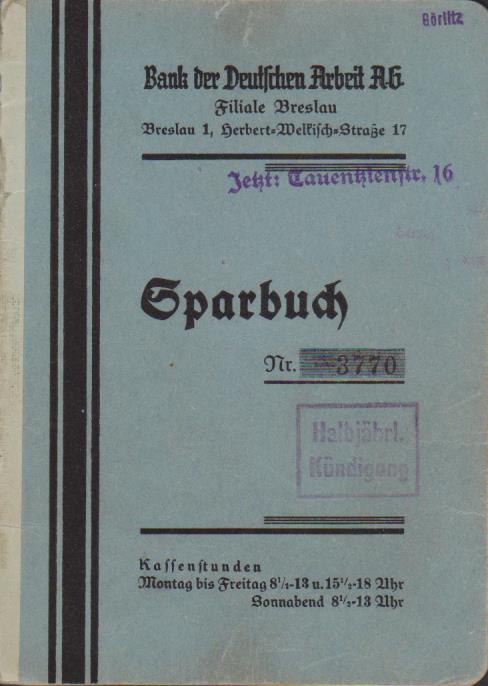 Görlitz
Bank der Deutschen Arbeit A.G.
Filiale Breslau
Breslau 1, Herbert-Welkisch-Straße 17
Jetzt: Tauentzienstr. 16
Sparbuch
Nr. 3770
Halbjährl.
Kündigung
Kassenstunden
Montag bis Freitag 8½-13 u. 15½-18 Uhr
Sonnabend 8½-13 Uhr